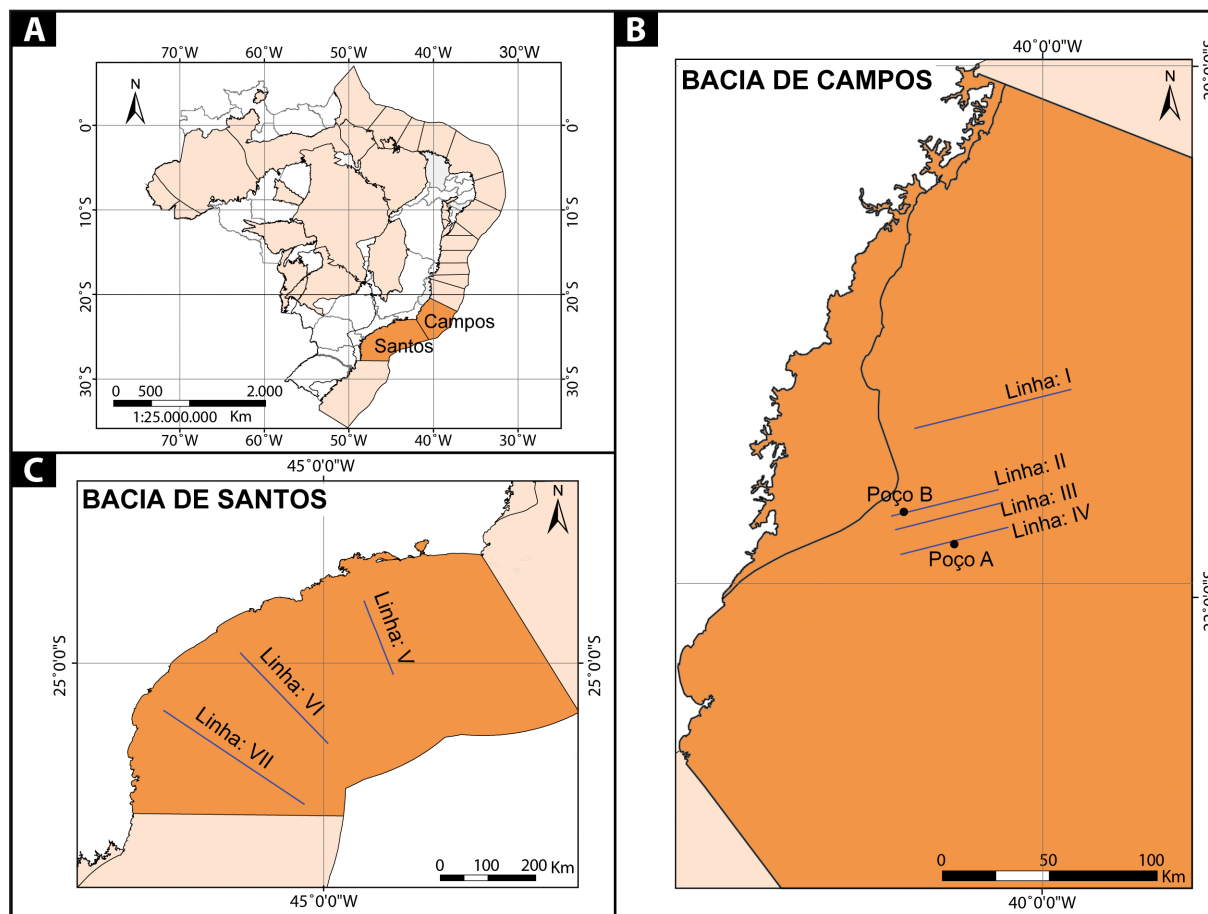 A
70°W 60°W 50°W 40°W 30°W
N
0° 0°
10°S 10°S
20°S 20°S
30°S 30°S
Campos
Santos
0 500 1000 2.000
1:25.000.000 Km
70°W 60°W 50°W 40°W 30°W
B
40°0'0"W
BACIA DE CAMPOS
N
Linha: I
Linha: II
Poço B
Linha: III
Linha: IV
Poço A
0 50 100
Km
40°0'0"W
C
45°0'0"W
BACIA DE SANTOS
N
Linha: V
25°0'0"S 25°0'0"S
Linha: VI
Linha: VII
0 100 200 Km
45°0'0"W